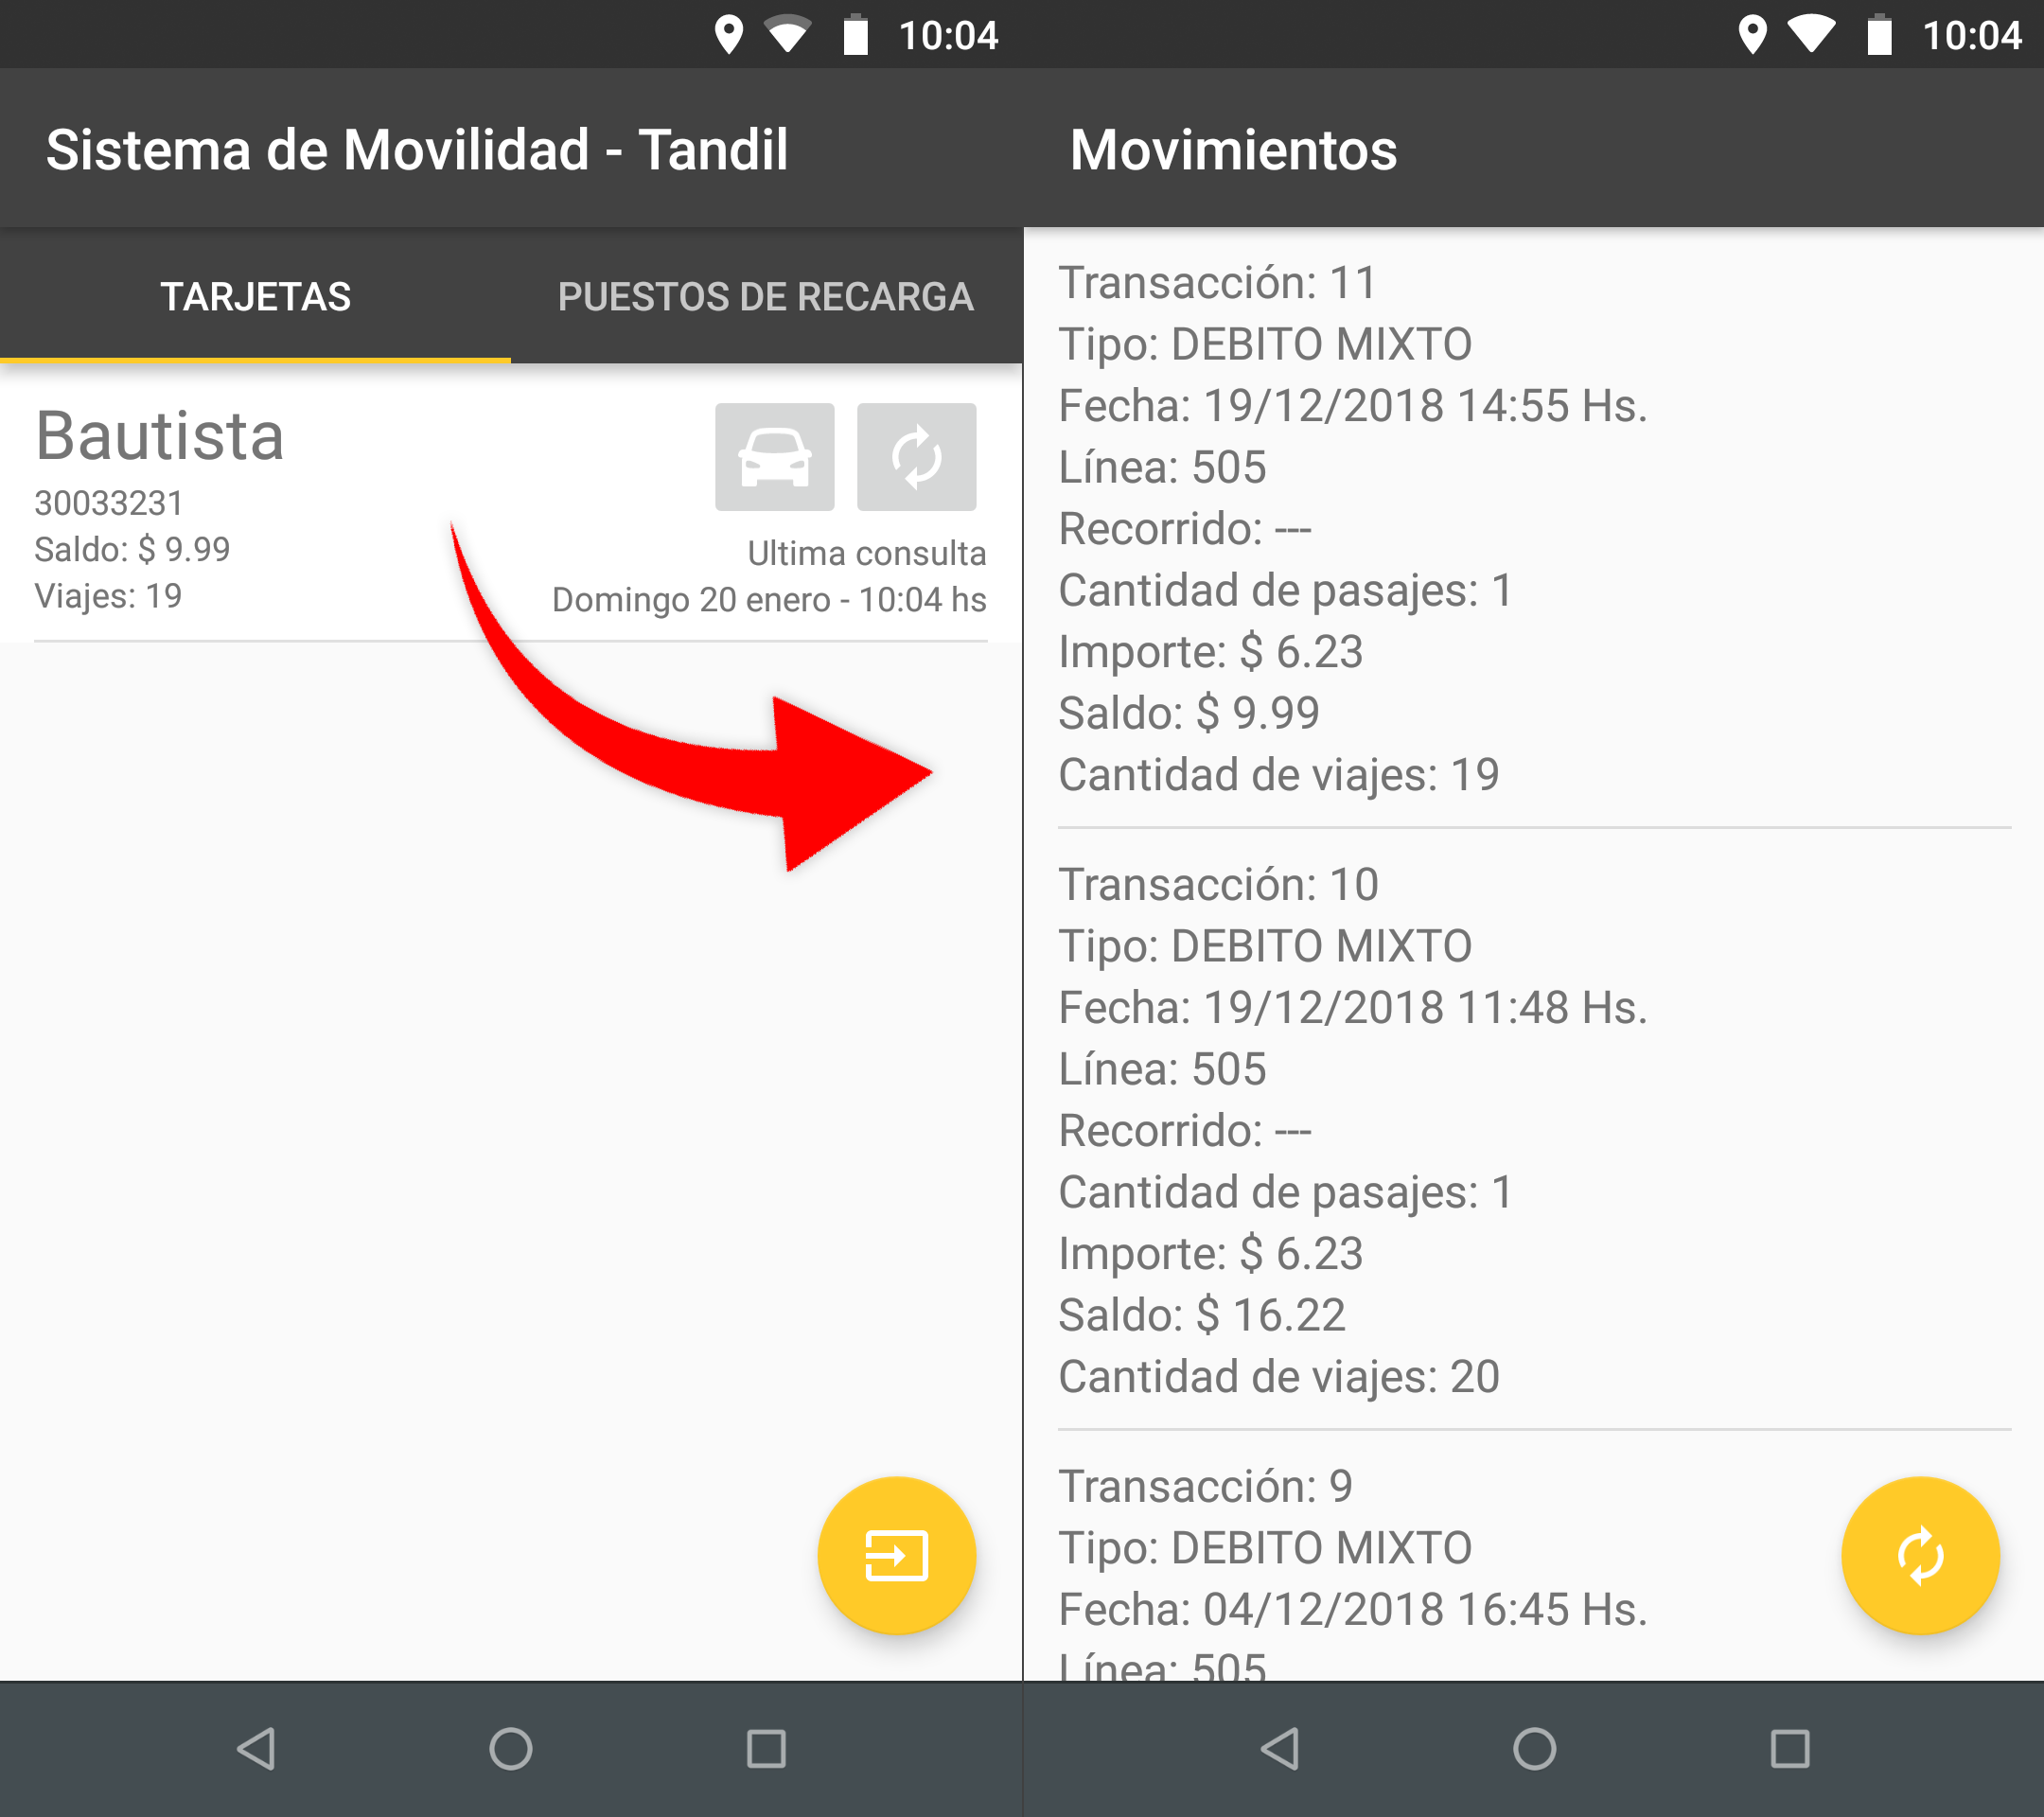 10:04
Sistema de Movilidad - Tandil
TARJETAS
PUESTOS DE RECARGA
Bautista
30033231
Saldo: $ 9.99
Viajes: 19
Ultima consulta
Domingo 20 enero - 10:04 hs
10:04
Movimientos
Transacción: 11
Tipo: DEBITO MIXTO
Fecha: 19/12/2018 14:55 Hs.
Línea: 505
Recorrido: ---
Cantidad de pasajes: 1
Importe: $ 6.23
Saldo: $ 9.99
Cantidad de viajes: 19
Transacción: 10
Tipo: DEBITO MIXTO
Fecha: 19/12/2018 11:48 Hs.
Línea: 505
Recorrido: ---
Cantidad de pasajes: 1
Importe: $ 6.23
Saldo: $ 16.22
Cantidad de viajes: 20
Transacción: 9
Tipo: DEBITO MIXTO
Fecha: 04/12/2018 16:45 Hs.
Línea: 505